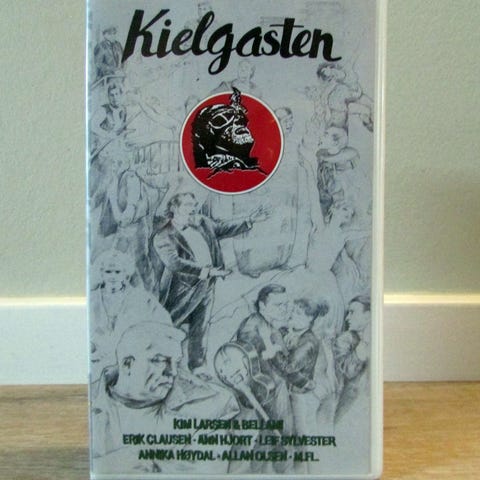 Kielgasten
KIM LARSEN & BELLAMI
ERIK CLAUSEN · ANN HJORT · LEIF SYLVESTER
ANNIKA HØYDAL · ALLAN OLSEN · M.FL.